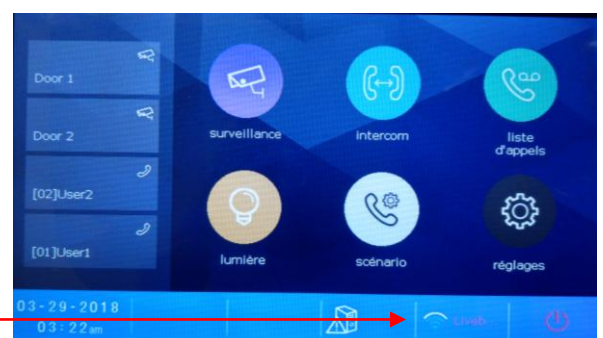 Door 1
Door 2
[02]User2
[01]User1
surveillance
intercom
liste
d'appels
lumière
scénario
réglages
03-29-2018
03:22am